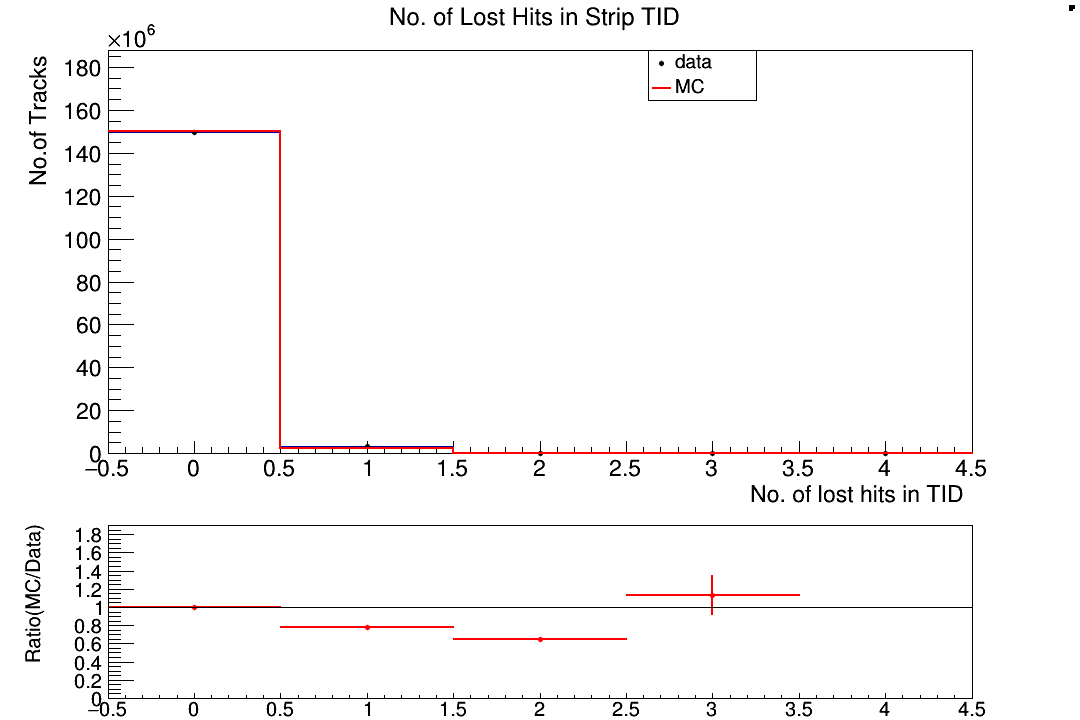 No. of Lost Hits in Strip TID
×10⁶
No.of Tracks
data
MC
180
160
140
120
100
80
60
40
20
0
−0.5 0 0.5 1 1.5 2 2.5 3 3.5 4 4.5
No. of lost hits in TID
Ratio(MC/Data)
1.8
1.6
1.4
1.2
1
0.8
0.6
0.4
0.2
0
−0.5 0 0.5 1 1.5 2 2.5 3 3.5 4 4.5